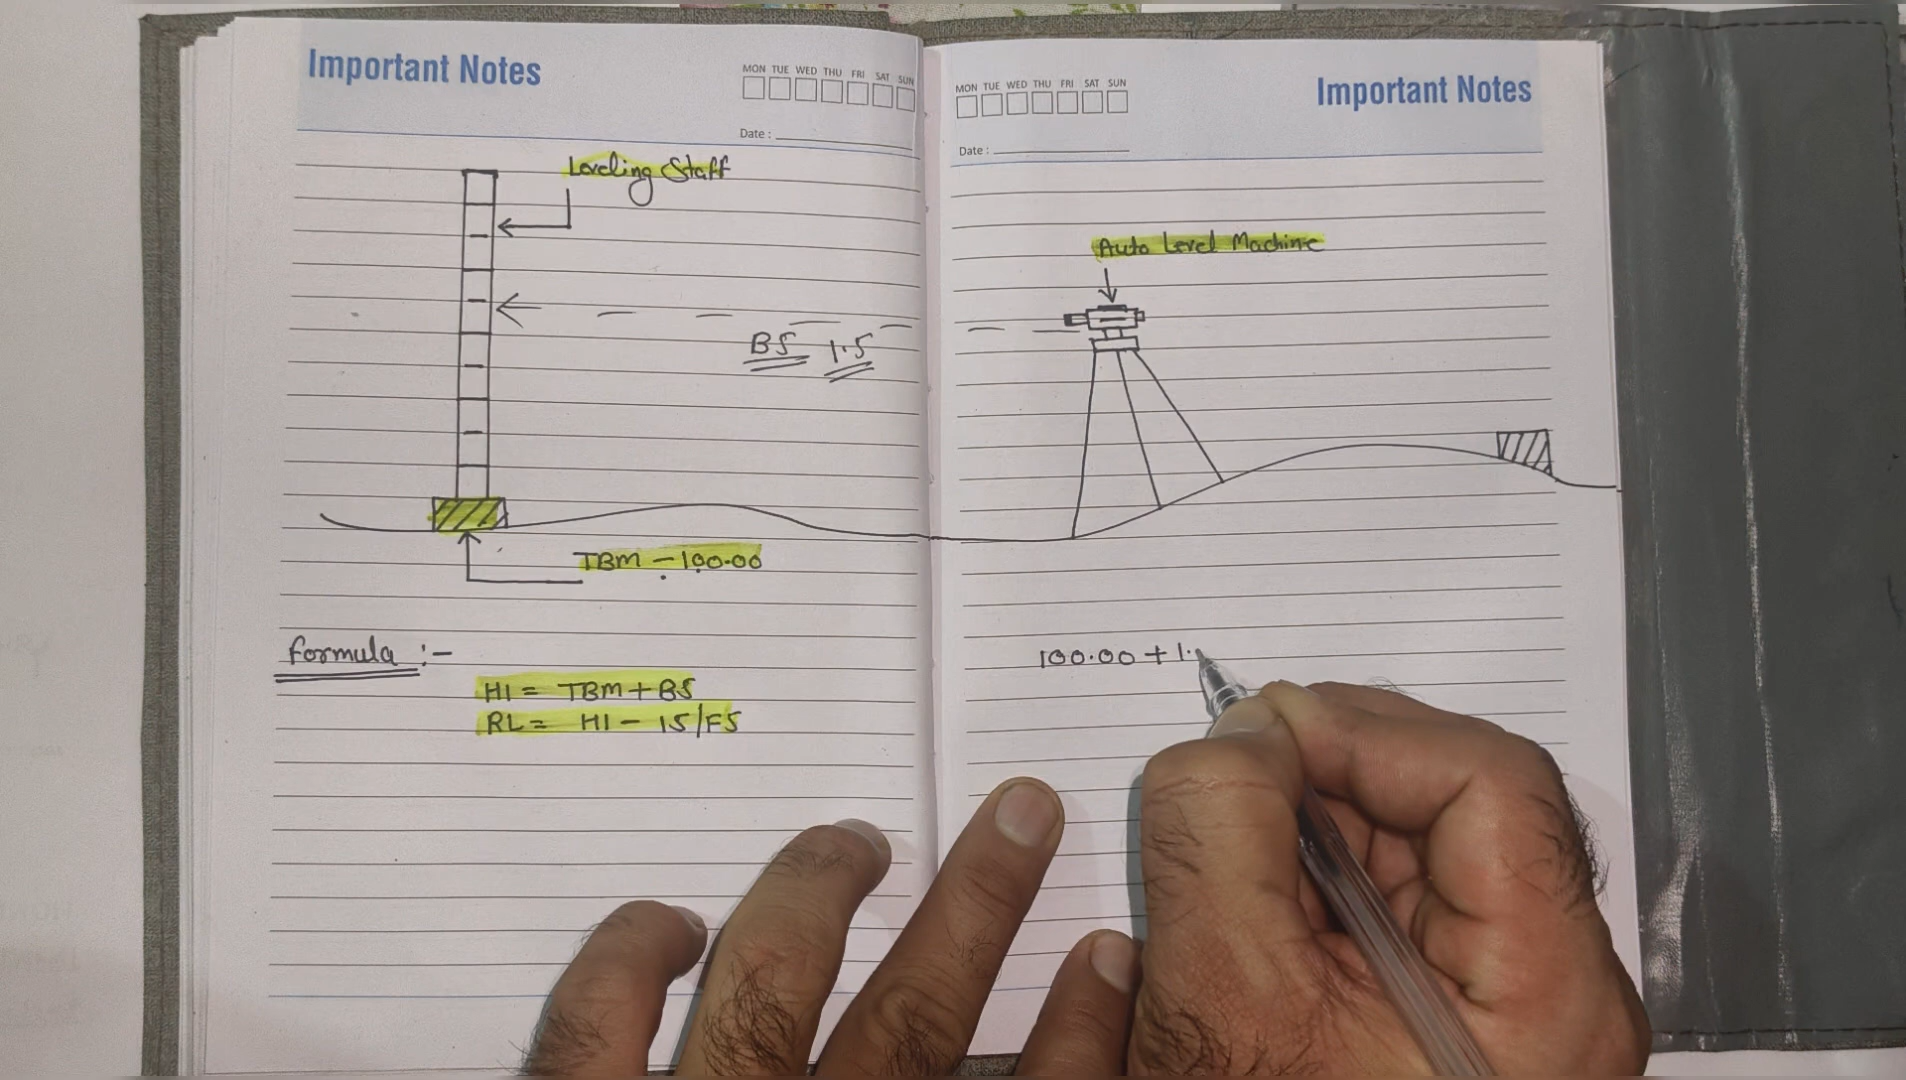 Important Notes
MON TUE WED THU FRI SAT SUN
Date :
Leveling Staff
BS 1.5
TBM - 100.00
Formula :-
HI = TBM + BS
RL = HI - IS/FS
Important Notes
MON TUE WED THU FRI SAT SUN
Date :
Auto Level Machine
100.00 + 1.